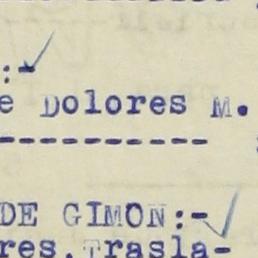 :-
e Dolores M.
-------------
DE GIMON:-
res.Trasla-